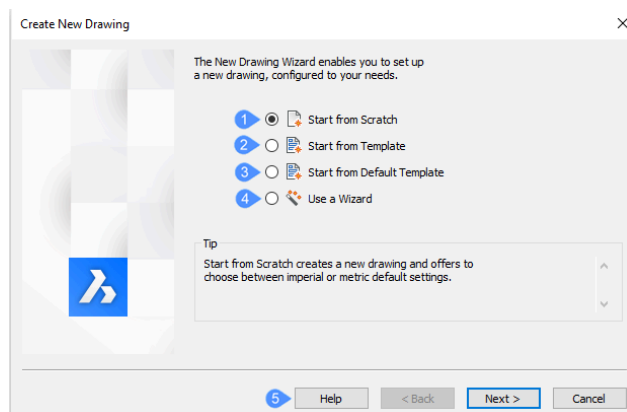 Create New Drawing
The New Drawing Wizard enables you to set up
a new drawing, configured to your needs.
1 Start from Scratch
2 Start from Template
3 Start from Default Template
4 Use a Wizard
Tip
Start from Scratch creates a new drawing and offers to
choose between imperial or metric default settings.
5 Help < Back Next > Cancel